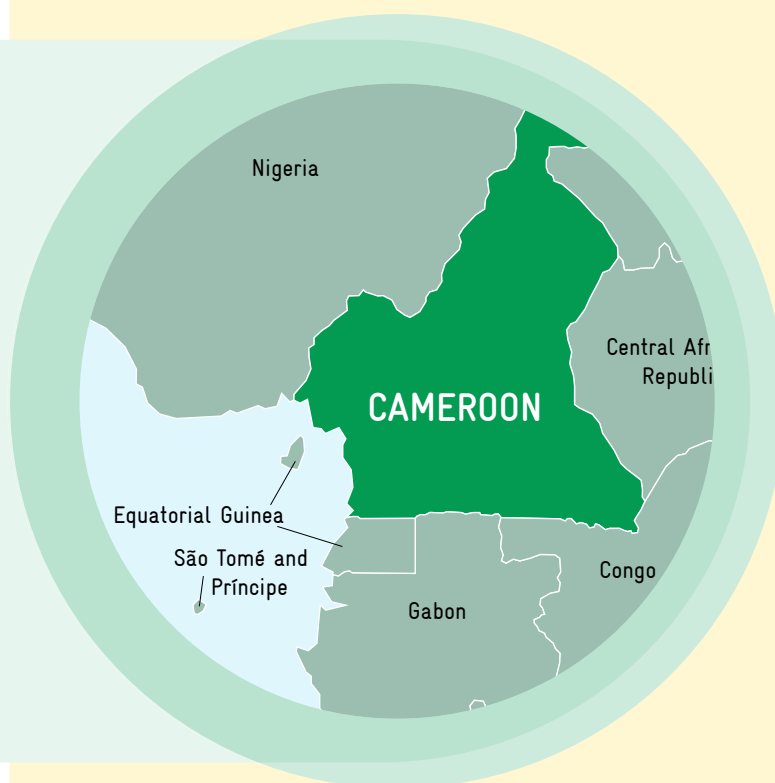 Nigeria
Central Afr
Republi
CAMEROON
Equatorial Guinea
São Tomé and
Príncipe
Congo
Gabon